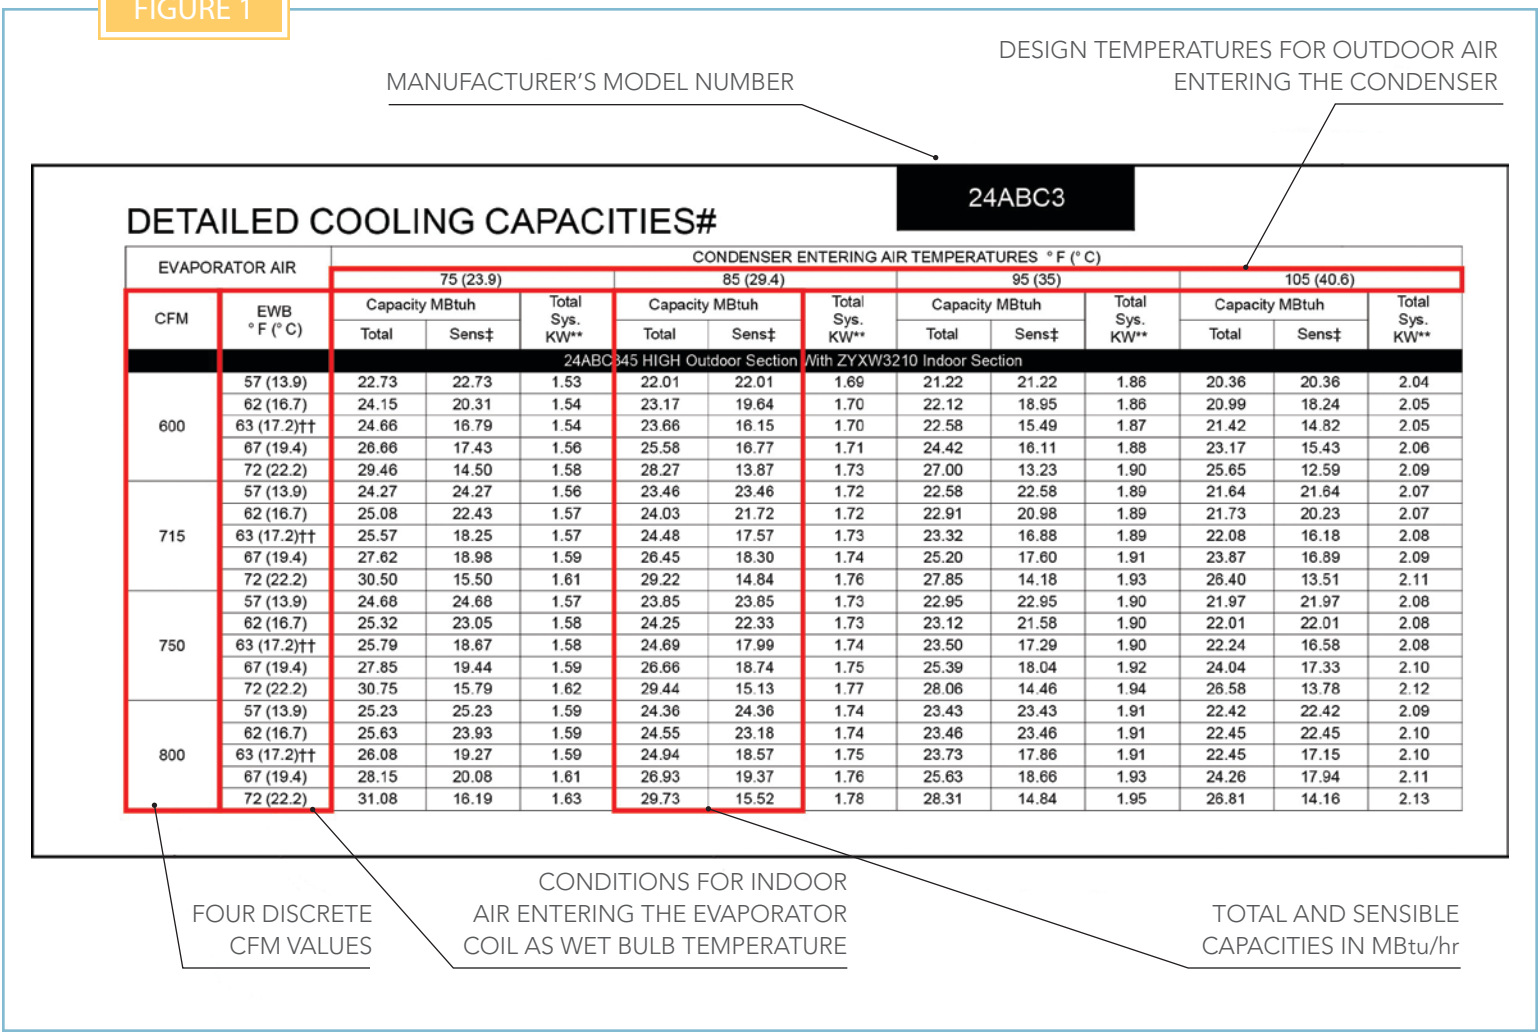 FIGURE 1
DESIGN TEMPERATURES FOR OUTDOOR AIR
ENTERING THE CONDENSER
MANUFACTURER'S MODEL NUMBER
24ABC3
DETAILED COOLING CAPACITIES#
EVAPORATOR AIR CONDENSER ENTERING AIR TEMPERATURES ° F (° C)
75 (23.9) 85 (29.4) 95 (35) 105 (40.6)
CFM EWB ° F (° C) Capacity MBtuh Total Sys. KW** Capacity MBtuh Total Sys. KW** Capacity MBtuh Total Sys. KW** Capacity MBtuh Total Sys. KW**
Total Sens‡ Total Sens‡ Total Sens‡ Total Sens‡
24ABC345 HIGH Outdoor Section With ZYXW3210 Indoor Section
600
57 (13.9) 22.73 22.73 1.53 22.01 22.01 1.69 21.22 21.22 1.86 20.36 20.36 2.04
62 (16.7) 24.15 20.31 1.54 23.17 19.64 1.70 22.12 18.95 1.86 20.99 18.24 2.05
63 (17.2)†† 24.66 16.79 1.54 23.66 16.15 1.70 22.58 15.49 1.87 21.42 14.82 2.05
67 (19.4) 26.66 17.43 1.56 25.58 16.77 1.71 24.42 16.11 1.88 23.17 15.43 2.06
72 (22.2) 29.46 14.50 1.58 28.27 13.87 1.73 27.00 13.23 1.90 25.65 12.59 2.09
715
57 (13.9) 24.27 24.27 1.56 23.46 23.46 1.72 22.58 22.58 1.89 21.64 21.64 2.07
62 (16.7) 25.08 22.43 1.57 24.03 21.72 1.72 22.91 20.98 1.89 21.73 20.23 2.07
63 (17.2)†† 25.57 18.25 1.57 24.48 17.57 1.73 23.32 16.88 1.89 22.08 16.18 2.08
67 (19.4) 27.62 18.98 1.59 26.45 18.30 1.74 25.20 17.60 1.91 23.87 16.89 2.09
72 (22.2) 30.50 15.50 1.61 29.22 14.84 1.76 27.85 14.18 1.93 26.40 13.51 2.11
750
57 (13.9) 24.68 24.68 1.57 23.85 23.85 1.73 22.95 22.95 1.90 21.97 21.97 2.08
62 (16.7) 25.32 23.05 1.58 24.25 22.33 1.73 23.12 21.58 1.90 22.01 22.01 2.08
63 (17.2)†† 25.79 18.67 1.58 24.69 17.99 1.74 23.50 17.29 1.90 22.24 16.58 2.08
67 (19.4) 27.85 19.44 1.59 26.66 18.74 1.75 25.39 18.04 1.92 24.04 17.33 2.10
72 (22.2) 30.75 15.79 1.62 29.44 15.13 1.77 28.06 14.46 1.94 26.58 13.78 2.12
800
57 (13.9) 25.23 25.23 1.59 24.36 24.36 1.74 23.43 23.43 1.91 22.42 22.42 2.09
62 (16.7) 25.63 23.93 1.59 24.55 23.18 1.74 23.46 23.46 1.91 22.45 22.45 2.10
63 (17.2)†† 26.08 19.27 1.59 24.94 18.57 1.75 23.73 17.86 1.91 22.45 17.15 2.10
67 (19.4) 28.15 20.08 1.61 26.93 19.37 1.76 25.63 18.66 1.93 24.26 17.94 2.11
72 (22.2) 31.08 16.19 1.63 29.73 15.52 1.78 28.31 14.84 1.95 26.81 14.16 2.13
FOUR DISCRETE
CFM VALUES
CONDITIONS FOR INDOOR
AIR ENTERING THE EVAPORATOR
COIL AS WET BULB TEMPERATURE
TOTAL AND SENSIBLE
CAPACITIES IN MBtu/hr